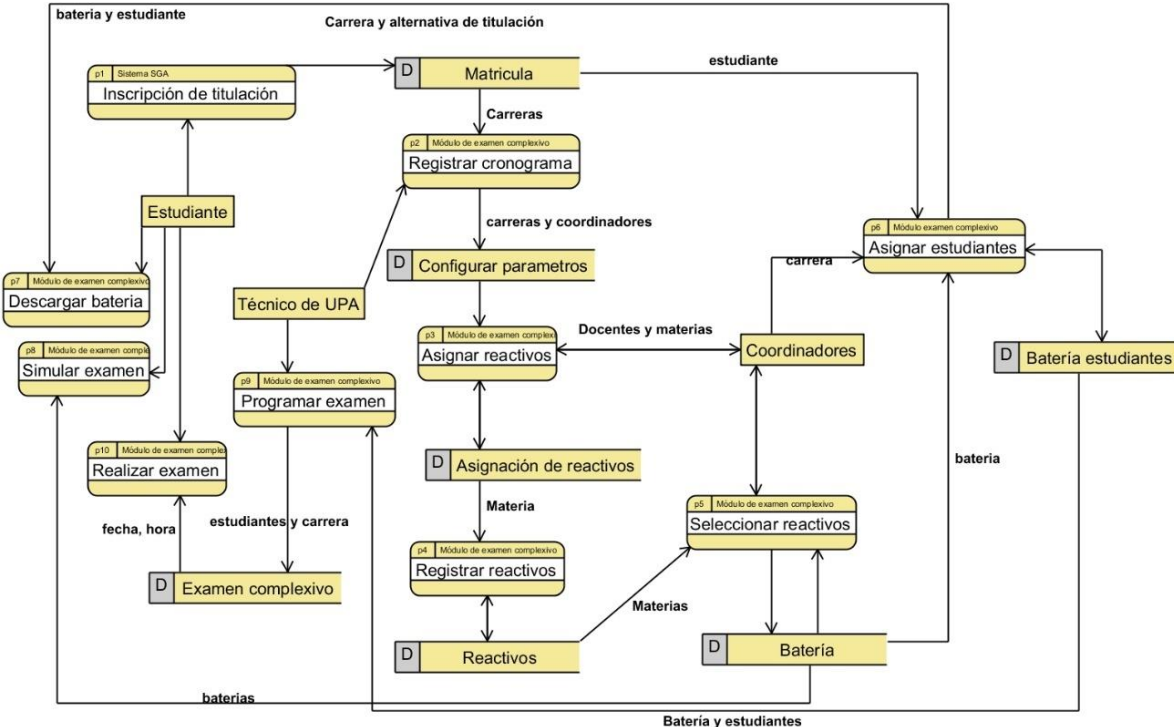 bateria y estudiante
Carrera y alternativa de titulación
p1 Sistema SGA
Inscripción de titulación
D Matricula
estudiante
Carreras
p2 Módulo de examen complexivo
Registrar cronograma
Estudiante
carreras y coordinadores
p6 Módulo examen complexivo
Asignar estudiantes
carrera
D Configurar parametros
p7 Módulo de examen complexivo
Descargar bateria
Técnico de UPA
p3 Módulo de examen complexi
Asignar reactivos
Docentes y materias
Coordinadores
D Batería estudiantes
p8 Módulo de examen comple
Simular examen
p9 Módulo de examen complexivo
Programar examen
p10 Módulo de examen comple
Realizar examen
D Asignación de reactivos
bateria
Materia
p5 Módulo de examen complexivo
Seleccionar reactivos
fecha, hora
estudiantes y carrera
p4 Módulo de examen complexivo
Registrar reactivos
D Examen complexivo
Materias
D Reactivos
D Batería
baterias
Batería y estudiantes